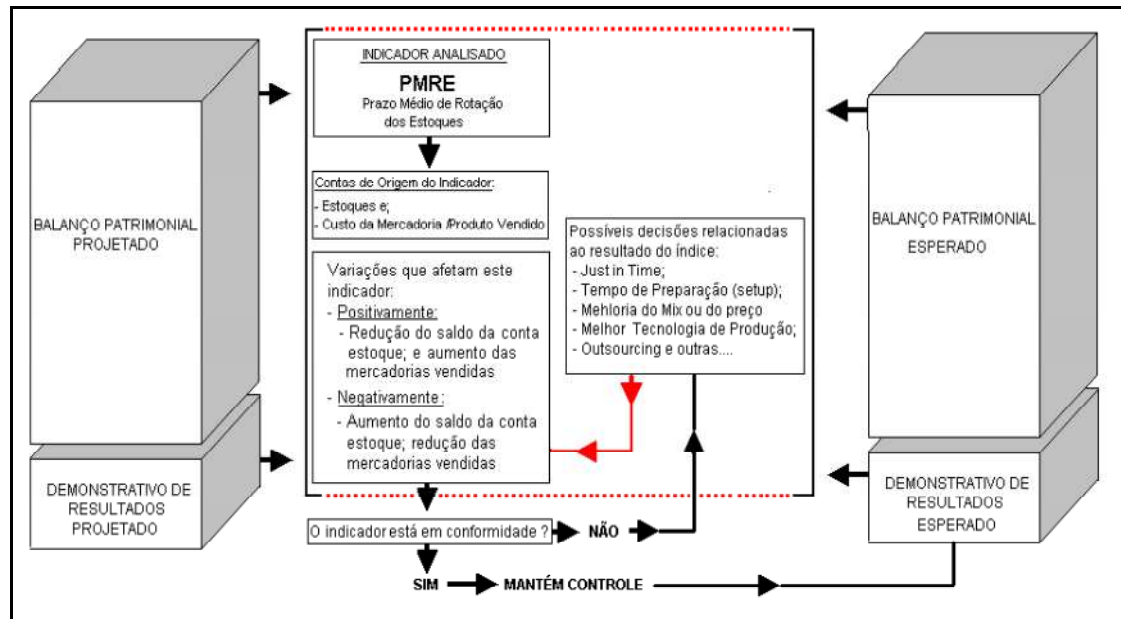 BALANÇO PATRIMONIAL
PROJETADO
DEMONSTRATIVO DE
RESULTADOS
PROJETADO
INDICADOR ANALISADO
PMRE
Prazo Médio de Rotação
dos Estoques
Contas de Origem do Indicador:
- Estoques e;
- Custo da Mercadoria /Produto Vendido
Variações que afetam este
indicador:
- Positivamente:
- Redução do saldo da conta
estoque; e aumento das
mercadorias vendidas
- Negativamente:
- Aumento do saldo da conta
estoque; redução das
mercadorias vendidas
Possíveis decisões relacionadas
ao resultado do índice:
- Just in Time;
- Tempo de Preparação (setup);
- Mehloria do Mix ou do preço
- Melhor Tecnologia de Produção;
- Outsourcing e outras....
O indicador está em conformidade ?
NÃO
SIM
MANTÉM CONTROLE
BALANÇO PATRIMONIAL
ESPERADO
DEMONSTRATIVO DE
RESULTADOS
ESPERADO